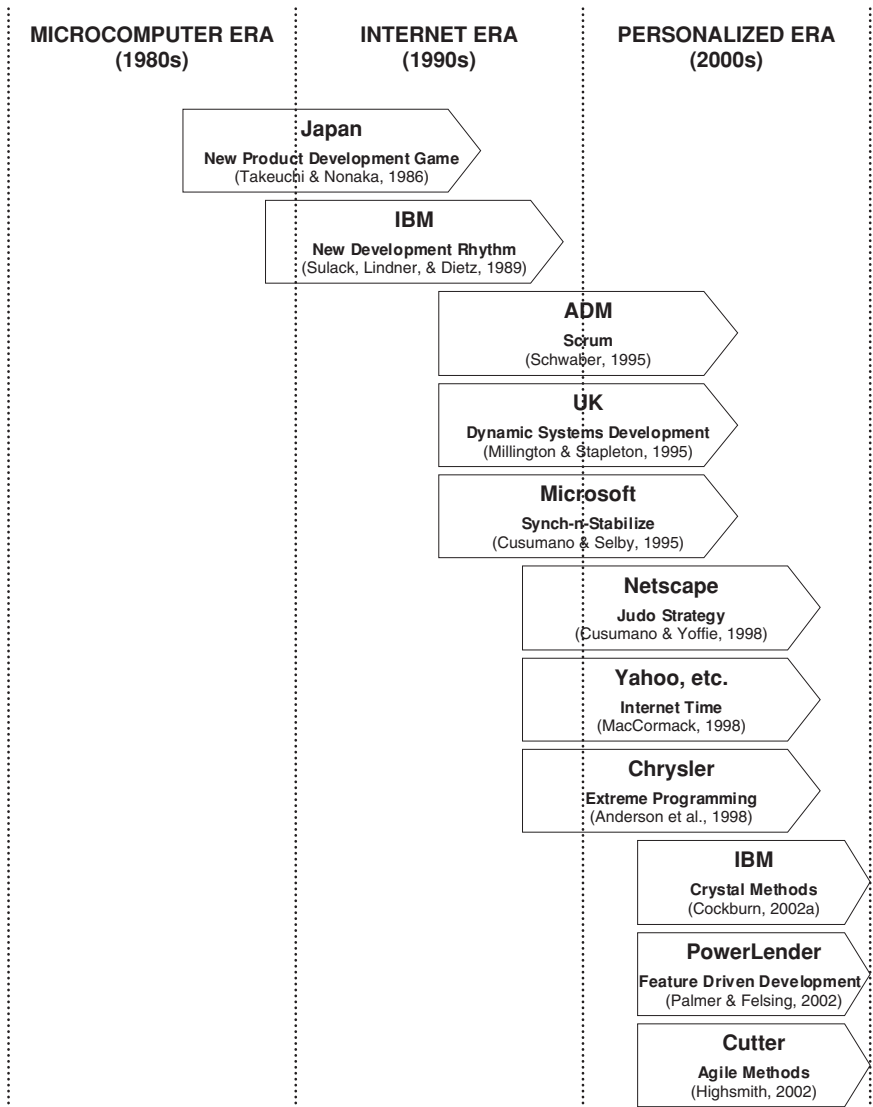 MICROCOMPUTER ERA
(1980s)
INTERNET ERA
(1990s)
PERSONALIZED ERA
(2000s)
Japan
New Product Development Game
(Takeuchi & Nonaka, 1986)
IBM
New Development Rhythm
(Sulack, Lindner, & Dietz, 1989)
ADM
Scrum
(Schwaber, 1995)
UK
Dynamic Systems Development
(Millington & Stapleton, 1995)
Microsoft
Synch-n-Stabilize
(Cusumano & Selby, 1995)
Netscape
Judo Strategy
(Cusumano & Yoffie, 1998)
Yahoo, etc.
Internet Time
(MacCormack, 1998)
Chrysler
Extreme Programming
(Anderson et al., 1998)
IBM
Crystal Methods
(Cockburn, 2002a)
PowerLender
Feature Driven Development
(Palmer & Felsing, 2002)
Cutter
Agile Methods
(Highsmith, 2002)